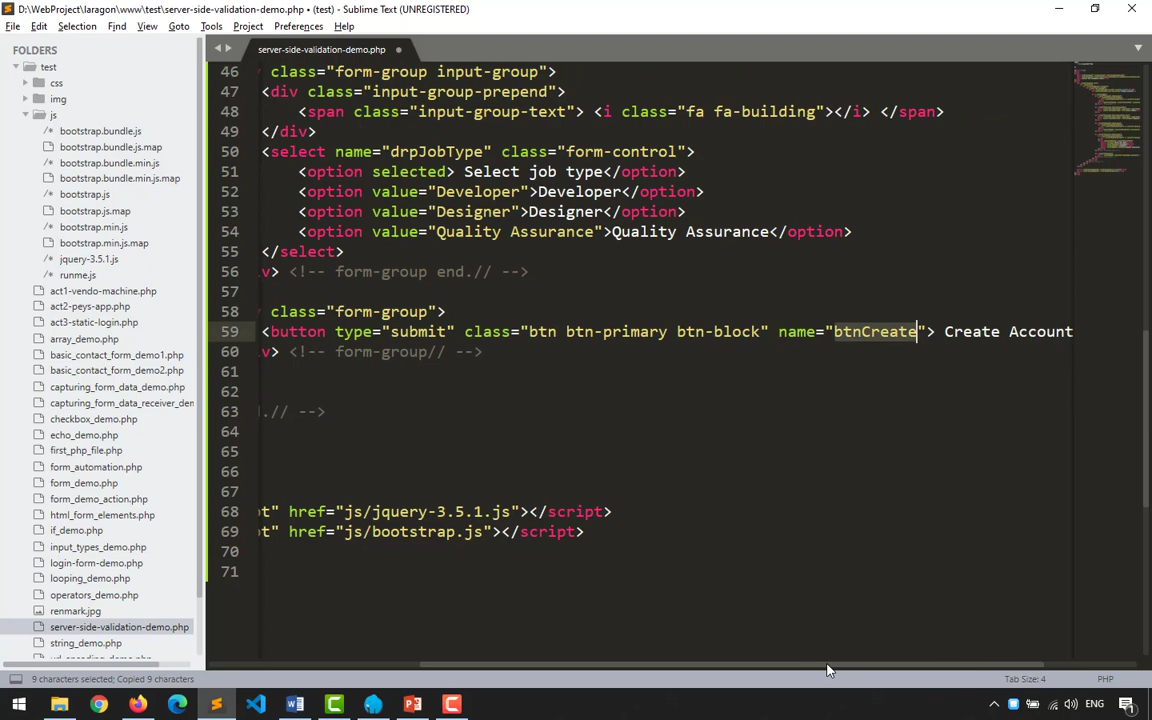 D:\WebProject\laragon\www\test\server-side-validation-demo.php • (test) - Sublime Text (UNREGISTERED)
File Edit Selection Find View Goto Tools Project Preferences Help
FOLDERS
test
css
img
js
bootstrap.bundle.js
bootstrap.bundle.js.map
bootstrap.bundle.min.js
bootstrap.bundle.min.js.map
bootstrap.js
bootstrap.js.map
bootstrap.min.js
bootstrap.min.js.map
jquery-3.5.1.js
runme.js
act1-vendo-machine.php
act2-peys-app.php
act3-static-login.php
array_demo.php
basic_contact_form_demo1.php
basic_contact_form_demo2.php
capturing_form_data_demo.php
capturing_form_data_receiver_den
checkbox_demo.php
echo_demo.php
first_php_file.php
form_automation.php
form_demo.php
form_demo_action.php
html_form_elements.php
if_demo.php
input_types_demo.php
login-form-demo.php
looping_demo.php
operators_demo.php
renmark.jpg
server-side-validation-demo.php
string_demo.php
server-side-validation-demo.php
46 class="form-group input-group">
47 <div class="input-group-prepend">
48 <span class="input-group-text"> <i class="fa fa-building"></i> </span>
49 </div>
50 <select name="drpJobType" class="form-control">
51 <option selected> Select job type</option>
52 <option value="Developer">Developer</option>
53 <option value="Designer">Designer</option>
54 <option value="Quality Assurance">Quality Assurance</option>
55 </select>
56 iv> <!-- form-group end.// -->
57
58 class="form-group">
59 <button type="submit" class="btn btn-primary btn-block" name="btnCreate"> Create Account
60 iv> <!-- form-group// -->
61
62
63 d.// -->
64
65
66
67
68 pt" href="js/jquery-3.5.1.js"></script>
69 pt" href="js/bootstrap.js"></script>
70
71
9 characters selected; Copied 9 characters
Tab Size: 4
PHP
ENG
1